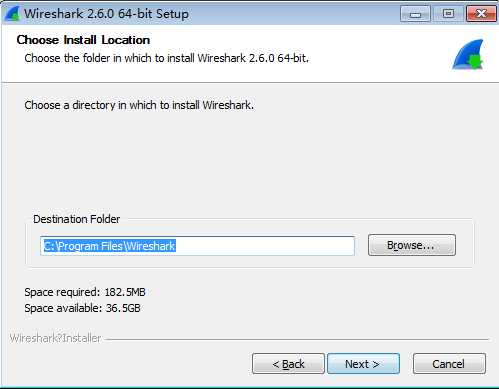 Wireshark 2.6.0 64-bit Setup
Choose Install Location
Choose the folder in which to install Wireshark 2.6.0 64-bit.
Choose a directory in which to install Wireshark.
Destination Folder
C:\Program Files\Wireshark
Browse...
Space required: 182.5MB
Space available: 36.5GB
Wireshark?Installer
< Back
Next >
Cancel